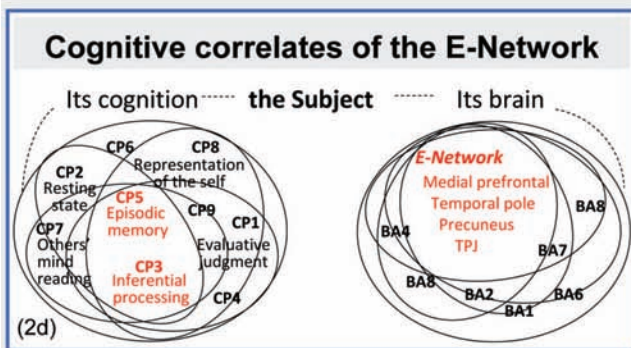 Cognitive correlates of the E-Network
Its cognition the Subject Its brain
CP6
CP8
Representation
of the self
CP2
Resting
state
CP5
Episodic
memory
CP9
CP1
CP7
Others'
mind
reading
Evaluative
judgment
CP3
Inferential
processing
CP4
(2d)
E-Network
Medial prefrontal
Temporal pole
Precuneus
TPJ
BA8
BA4
BA7
BA8
BA2
BA6
BA1